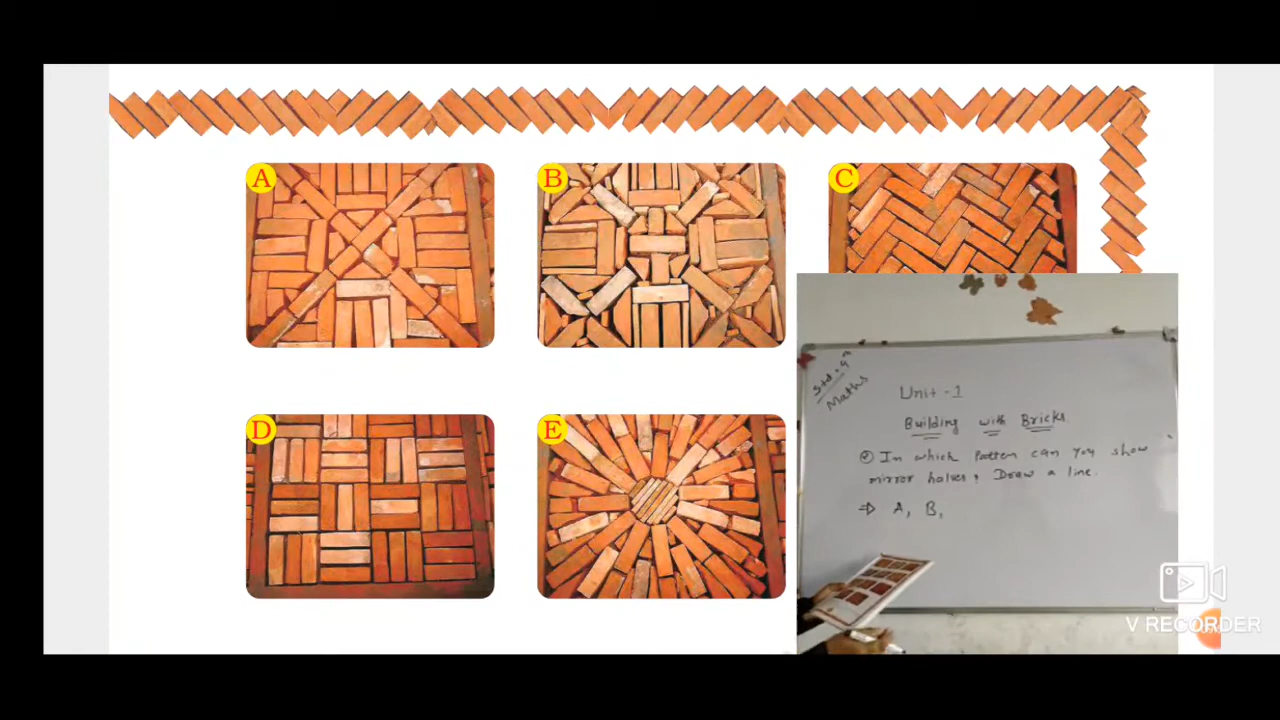 A
B
C
D
E
Std - 4th
Maths
Unit - 1
Building with Bricks.
In which Pattern can you show
mirror halves? Draw a line.
⇒ A, B,
V RECORDER